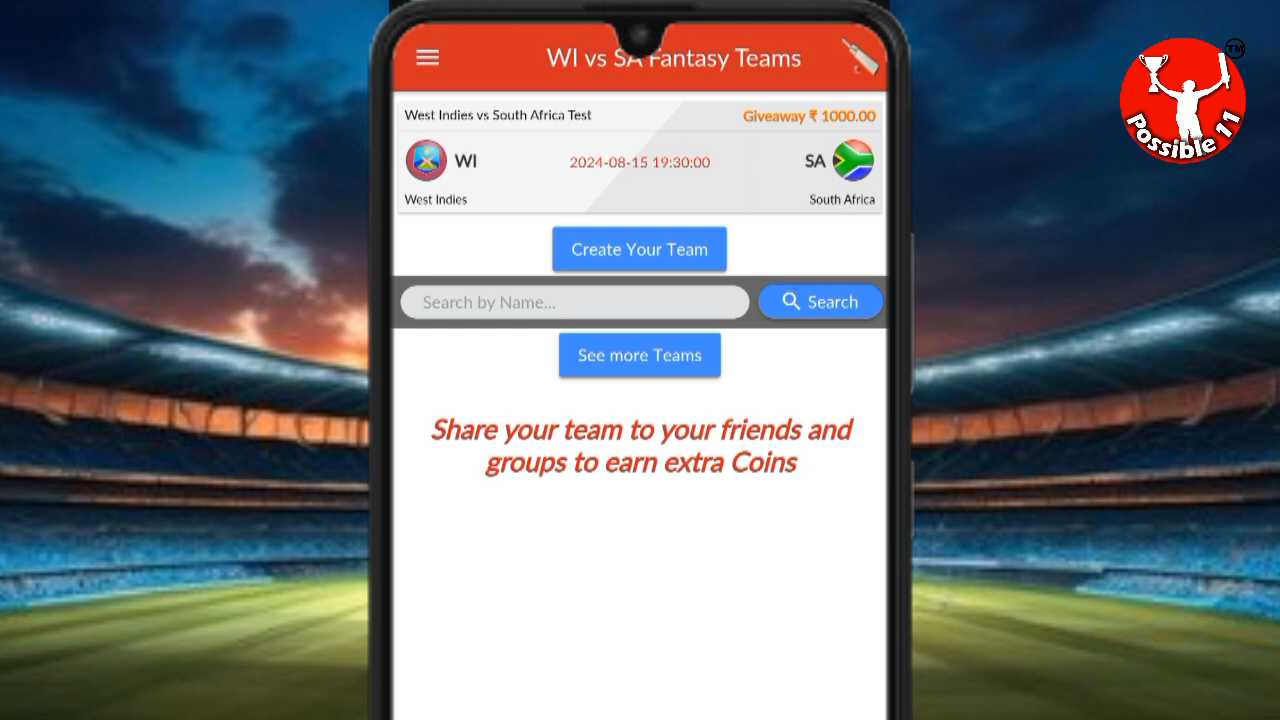 WI vs SA Fantasy Teams
West Indies vs South Africa Test
Giveaway ₹ 1000.00
WI
2024-08-15 19:30:00
SA
West Indies
South Africa
Create Your Team
Search by Name...
Search
See more Teams
Share your team to your friends and
groups to earn extra Coins
TM
Possible 11